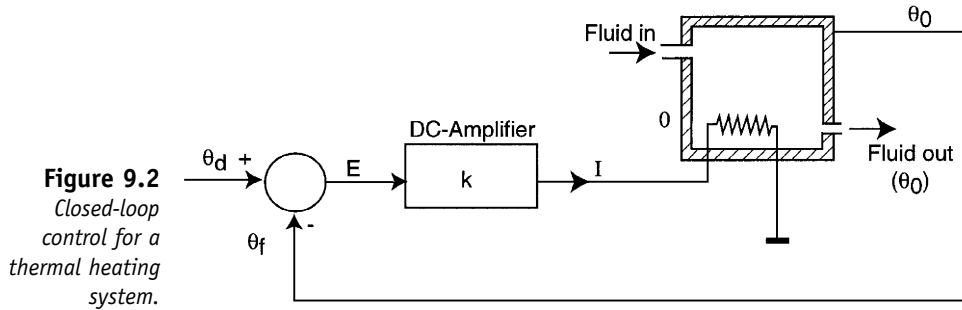 θ0
Fluid in
0
DC-Amplifier
Fluid out
(θ0)
θd +
E
k
I
θf
-
Figure 9.2
Closed-loop
control for a
thermal heating
system.